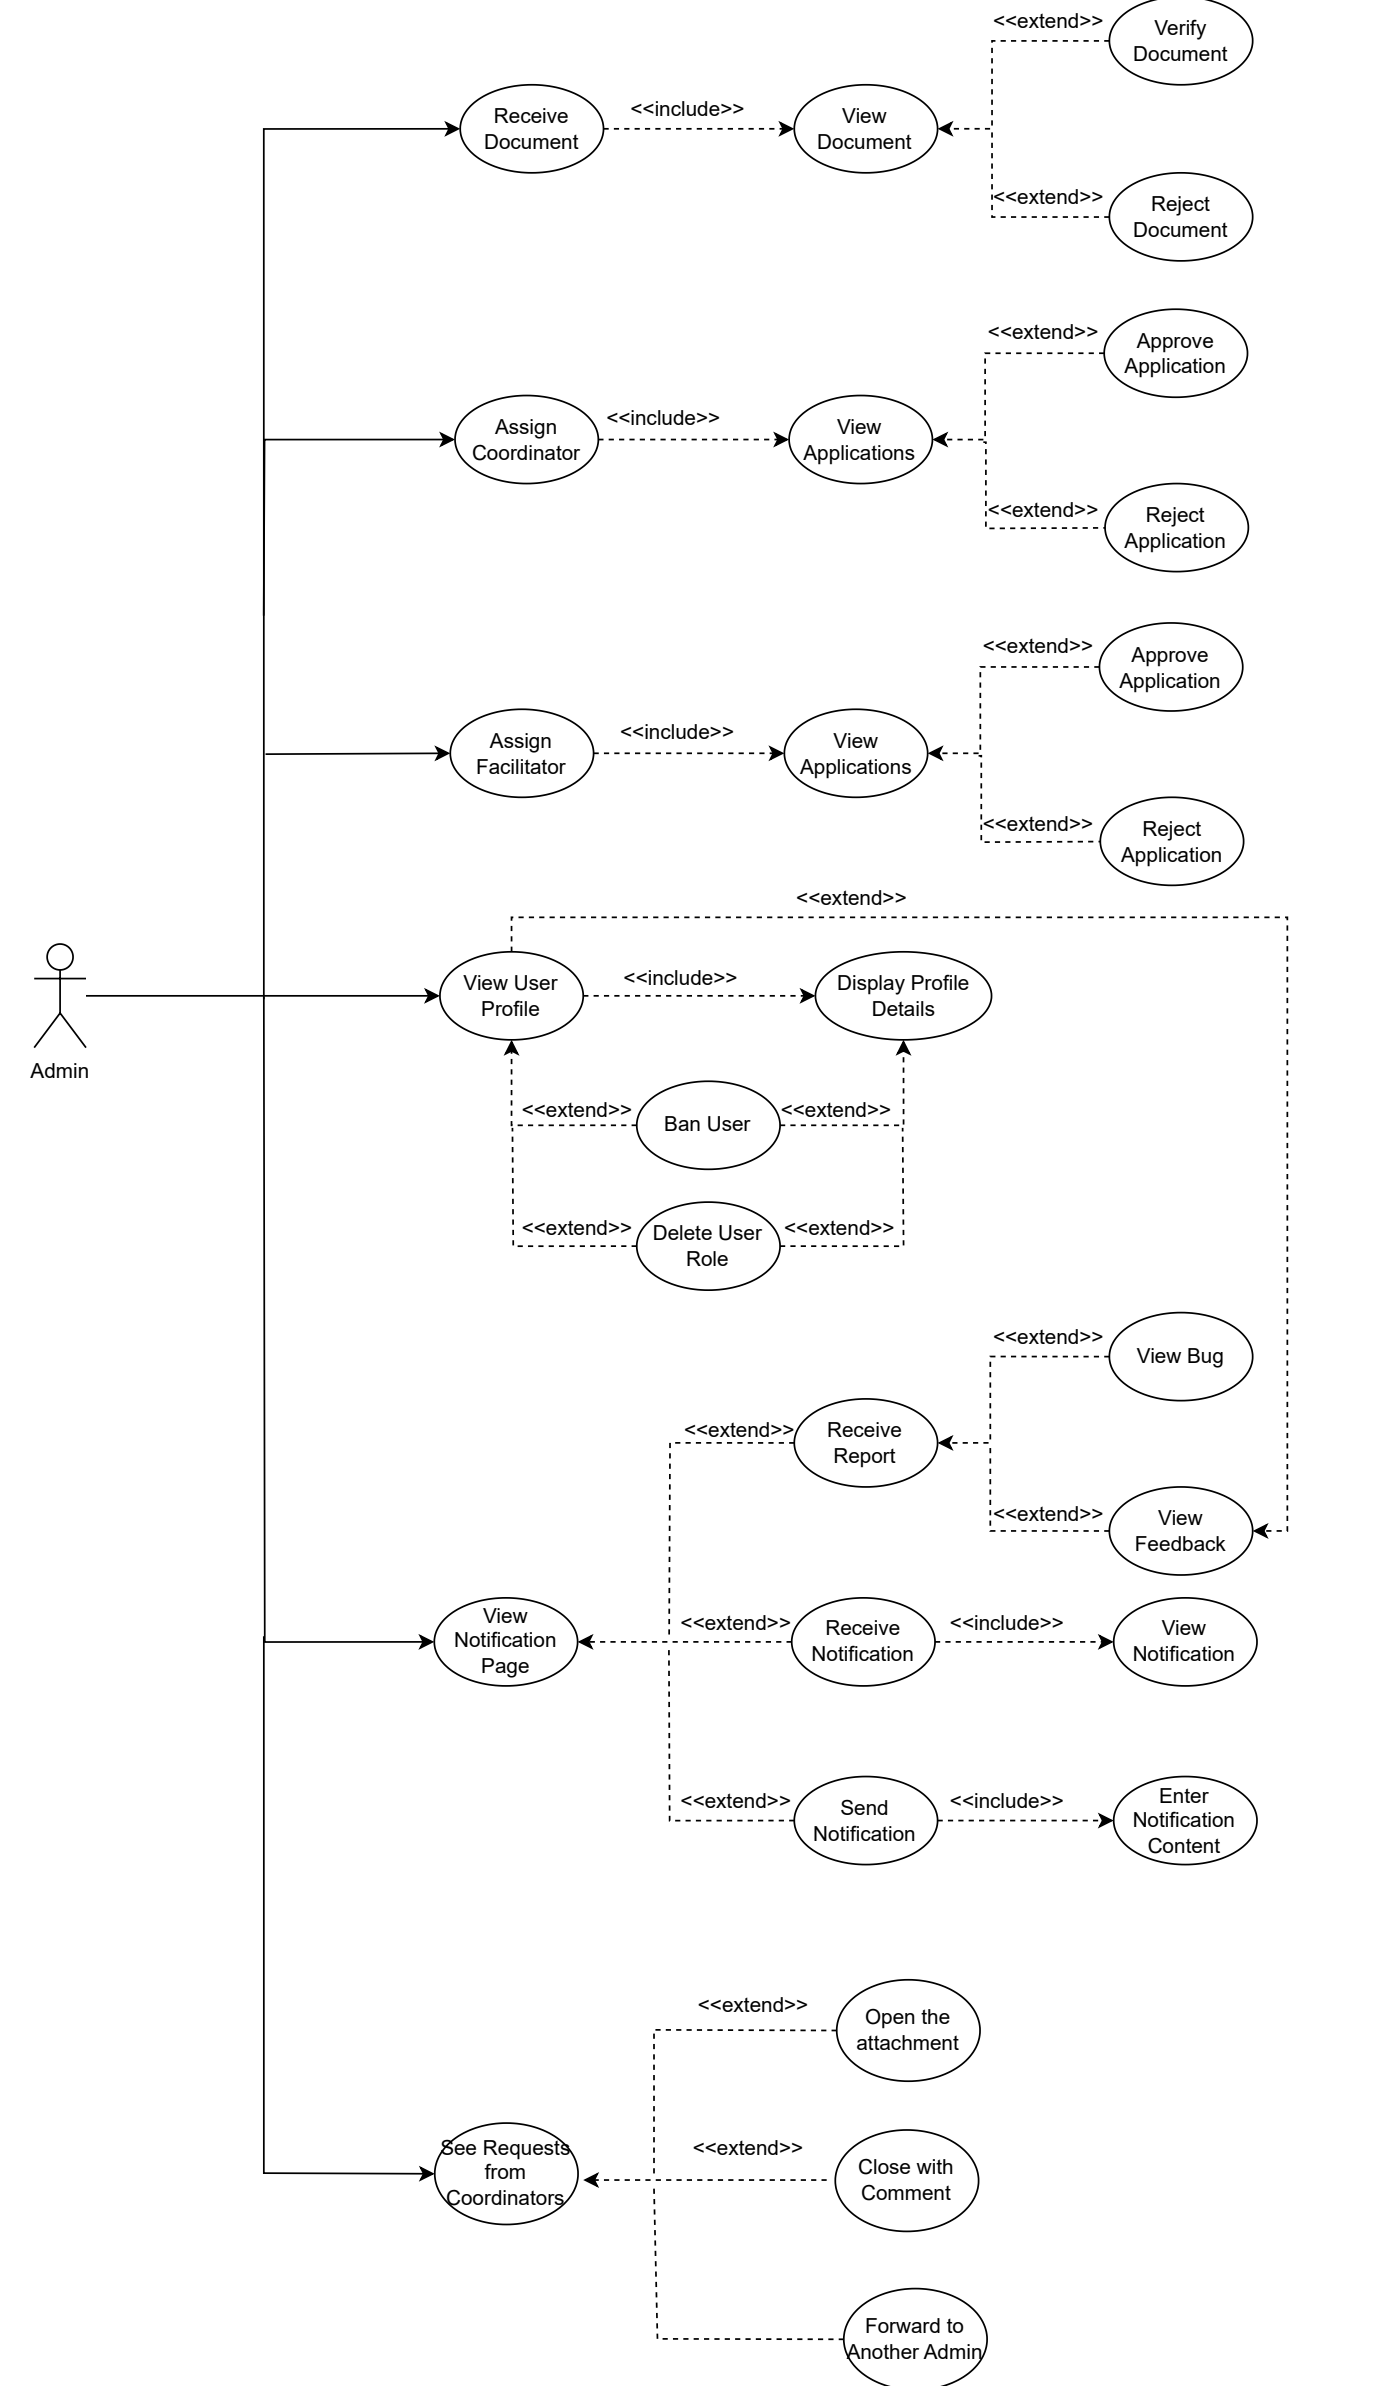 <<extend>>
Verify
Document
Receive
Document
<<include>>
View
Document
<<extend>>
Reject
Document
<<extend>>
Approve
Application
Assign
Coordinator
<<include>>
View
Applications
<<extend>>
Reject
Application
<<extend>>
Approve
Application
Assign
Facilitator
<<include>>
View
Applications
<<extend>>
Reject
Application
<<extend>>
Admin
View User
Profile
<<include>>
Display Profile
Details
<<extend>>
Ban User
<<extend>>
<<extend>>
Delete User
Role
<<extend>>
<<extend>>
View Bug
<<extend>>
Receive
Report
<<extend>>
View
Feedback
View
Notification
Page
<<extend>>
Receive
Notification
<<include>>
View
Notification
<<extend>>
Send
Notification
<<include>>
Enter
Notification
Content
<<extend>>
Open the
attachment
See Requests
from
Coordinators
<<extend>>
Close with
Comment
Forward to
Another Admin